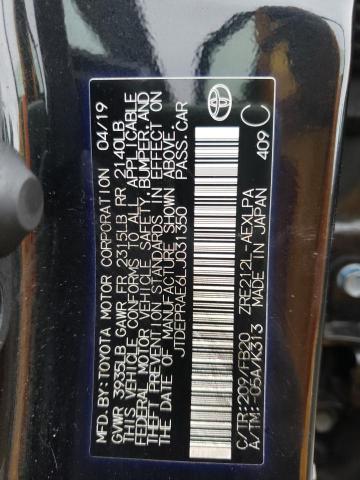 MFD.BY:TOYOTA MOTOR CORPORATION 04/19
GVWR 3935LB GAWR FR 2315LB RR 2140LB
THIS VEHICLE CONFORMS TO ALL APPLICABLE
FEDERAL MOTOR VEHICLE SAFETY, BUMPER, AND
THEFT PREVENTION STANDARDS IN EFFECT ON
THE DATE OF MANUFACTURE SHOWN ABOVE.
JTDEPRAE6LJ031350 PASS. CAR
C/TR:209/FB20 ZRE212L-AEXLPA 409 C
A/TM:-05A/K313 MADE IN JAPAN